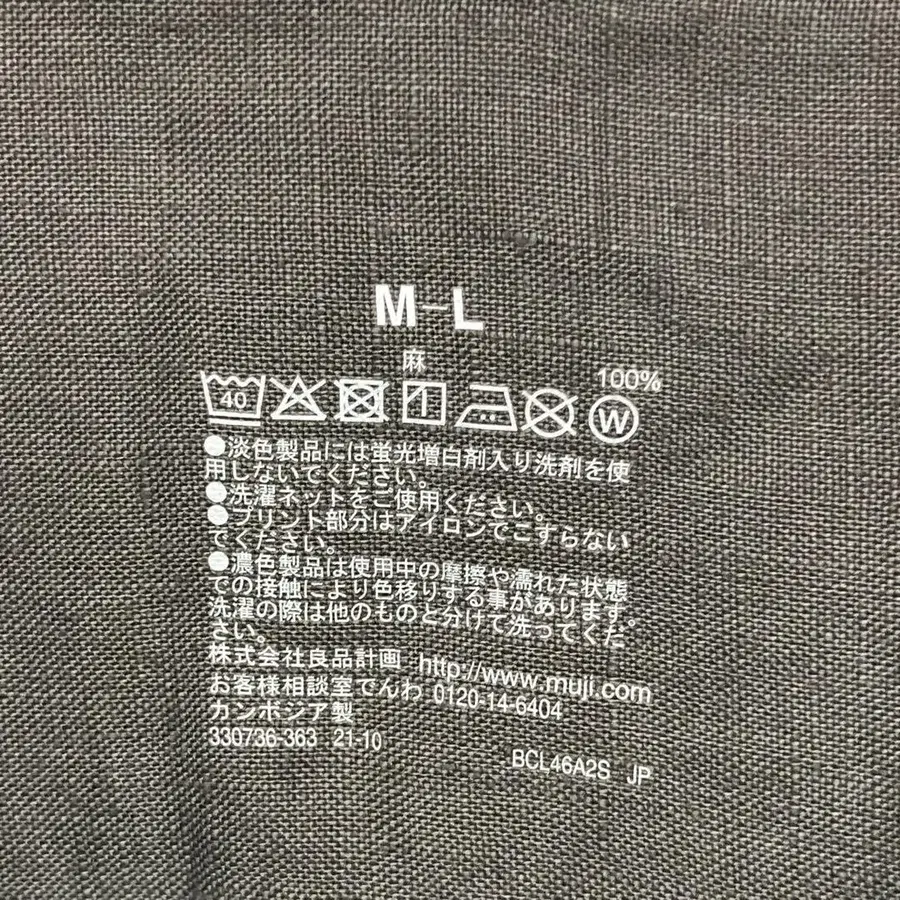 M-L
麻
100%
40
W
●淡色製品には蛍光増白剤入り洗剤を使
用しないでください。
●洗濯ネットをご使用ください。
●プリント部分はアイロンでこすらない
でください。
●濃色製品は使用中の摩擦や濡れた状態
での接触により色移りする事があります。
洗濯の際は他のものと分けて洗ってくだ
さい。
株式会社良品計画 http://www.muji.com
お客様相談室でんわ 0120-14-6404
カンボジア製
330736-363 21-10
BCL46A2S JP